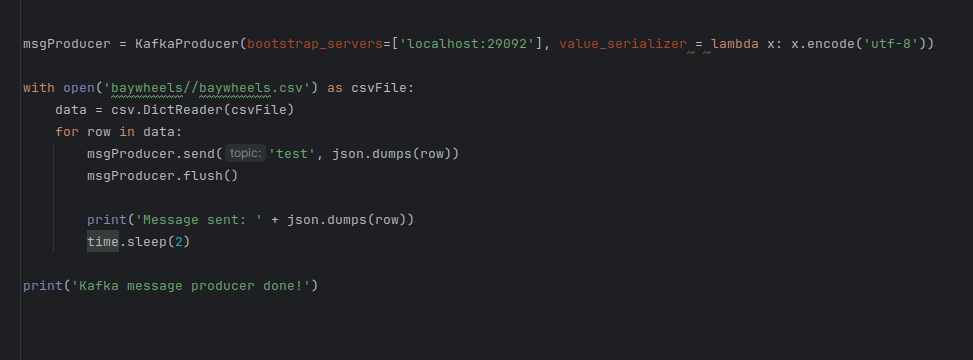 msgProducer = KafkaProducer(bootstrap_servers=['localhost:29092'], value_serializer = lambda x: x.encode('utf-8'))
with open('baywheels//baywheels.csv') as csvFile:
data = csv.DictReader(csvFile)
for row in data:
msgProducer.send( topic: 'test', json.dumps(row))
msgProducer.flush()
print('Message sent: ' + json.dumps(row))
time.sleep(2)
print('Kafka message producer done!')